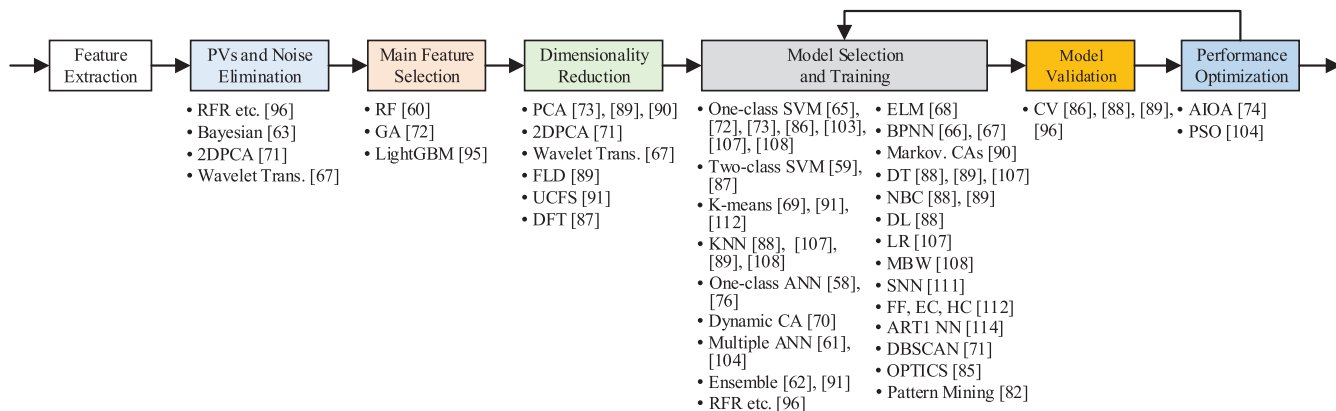 Feature
Extraction
PVs and Noise
Elimination
Main Feature
Selection
Dimensionality
Reduction
Model Selection
and Training
Model
Validation
Performance
Optimization
• RFR etc. [96]
• Bayesian [63]
• 2DPCA [71]
• Wavelet Trans. [67]
• RF [60]
• GA [72]
• LightGBM [95]
• PCA [73], [89], [90]
• 2DPCA [71]
• Wavelet Trans. [67]
• FLD [89]
• UCFS [91]
• DFT [87]
• One-class SVM [65],
[72], [73], [86], [103],
[107], [108]
• Two-class SVM [59],
[87]
• K-means [69], [91],
[112]
• KNN [88], [107],
[89], [108]
• One-class ANN [58],
[76]
• Dynamic CA [70]
• Multiple ANN [61],
[104]
• Ensemble [62], [91]
• RFR etc. [96]
• ELM [68]
• BPNN [66], [67]
• Markov. CAs [90]
• DT [88], [89], [107]
• NBC [88], [89]
• DL [88]
• LR [107]
• MBW [108]
• SNN [111]
• FF, EC, HC [112]
• ART1 NN [114]
• DBSCAN [71]
• OPTICS [85]
• Pattern Mining [82]
• CV [86], [88], [89],
[96]
• AIOA [74]
• PSO [104]